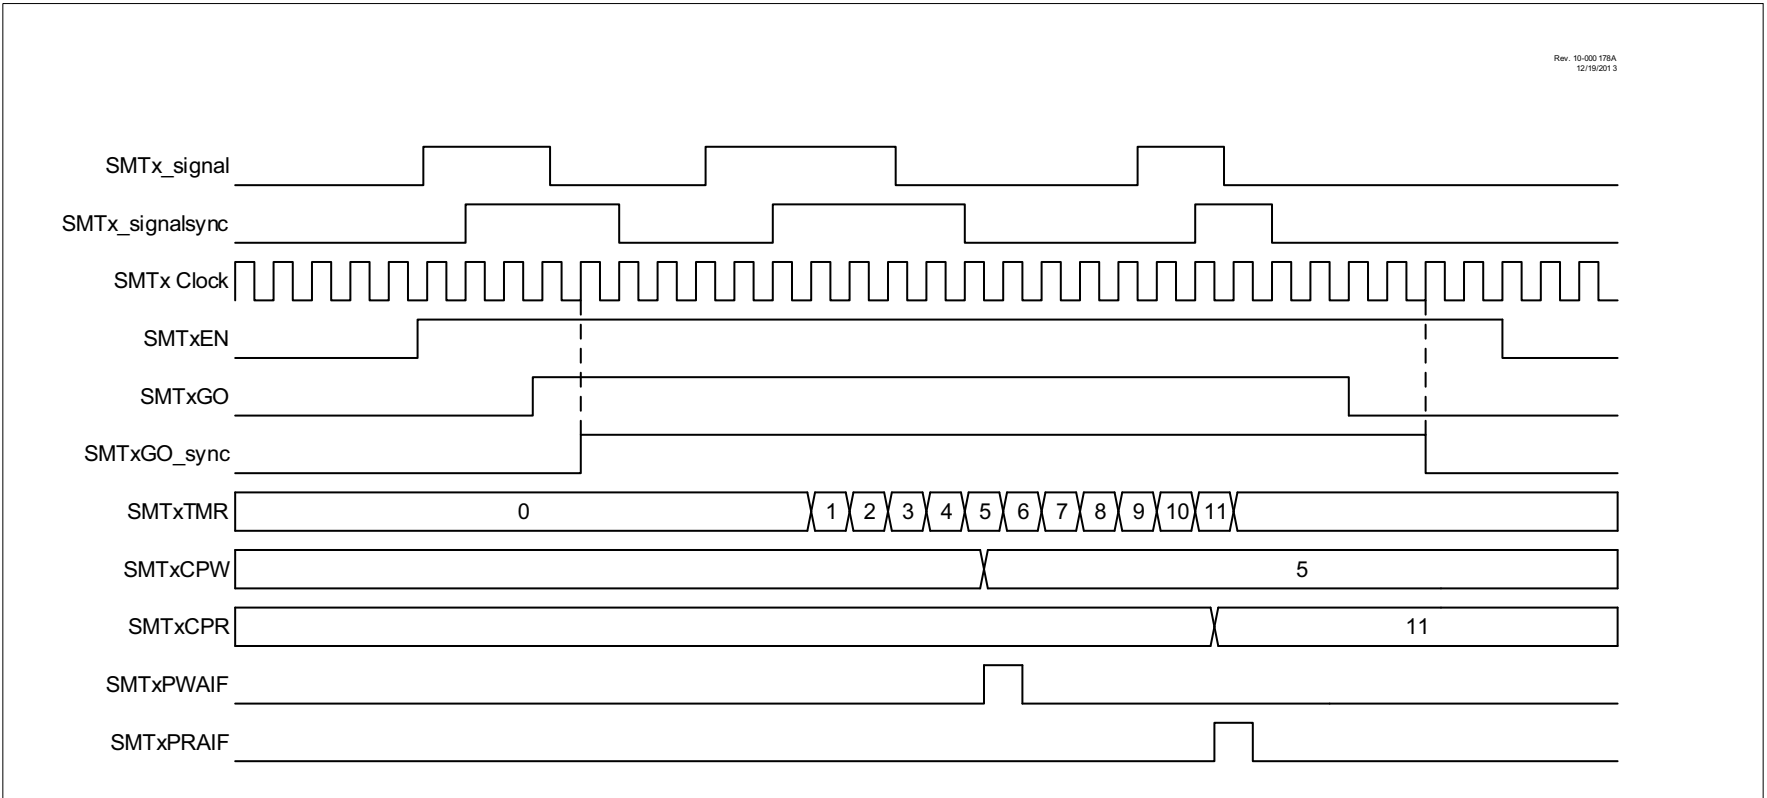 Rev. 10-000 178A
12/19/201 3
SMTx_signal
SMTx_signalsync
SMTx Clock
SMTxEN
SMTxGO
SMTxGO_sync
SMTxTMR 0 1 2 3 4 5 6 7 8 9 10 11
SMTxCPW 5
SMTxCPR 11
SMTxPWAIF
SMTxPRAIF